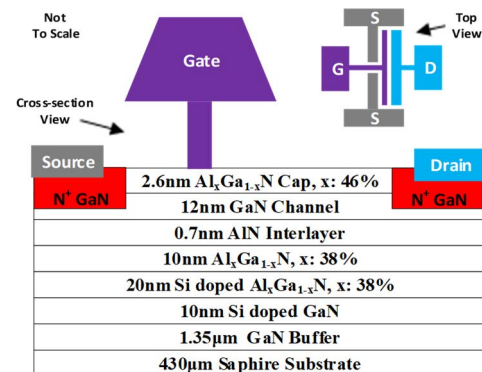 Not
To Scale
Top
View
S
G
D
S
Gate
Cross-section
View
Source
Drain
N⁺ GaN
N⁺ GaN
2.6nm AlₓGa₁₋ₓN Cap, x: 46%
12nm GaN Channel
0.7nm AlN Interlayer
10nm AlₓGa₁₋ₓN, x: 38%
20nm Si doped AlₓGa₁₋ₓN, x: 38%
10nm Si doped GaN
1.35µm GaN Buffer
430µm Saphire Substrate